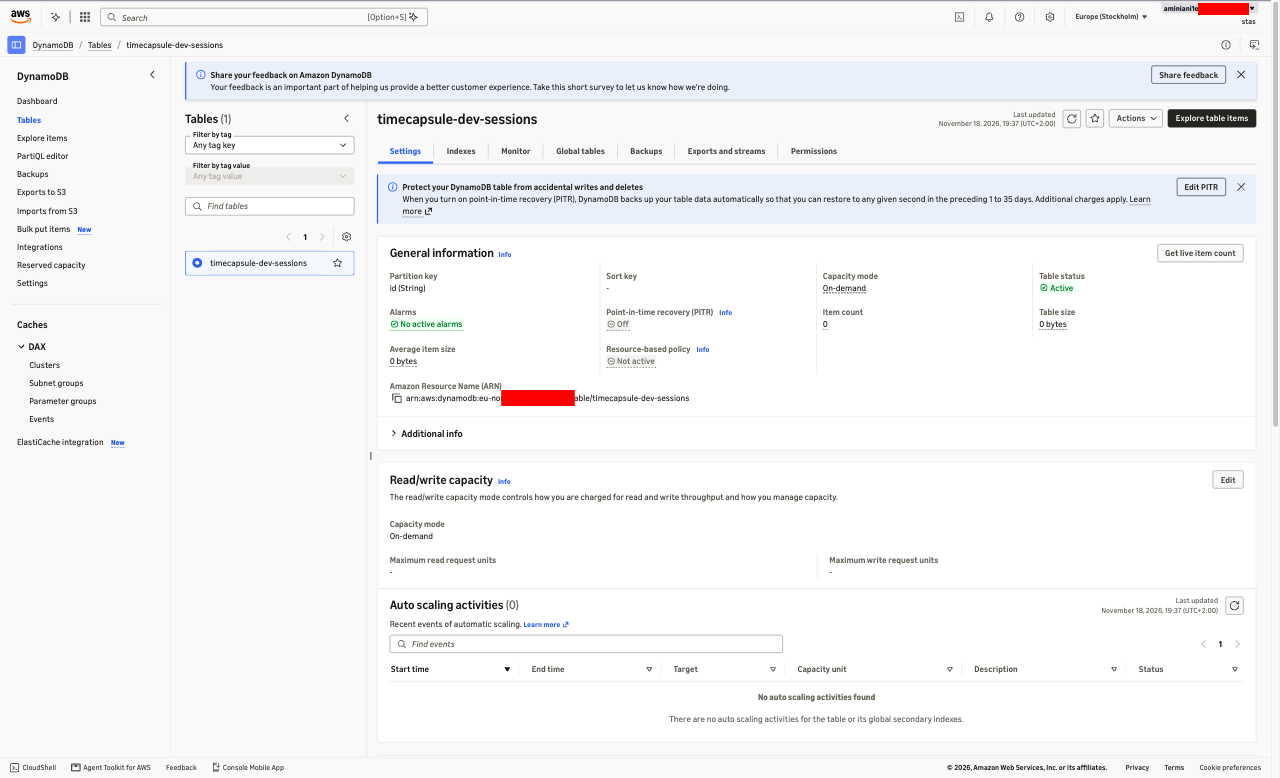 aws
Search
[Option+S]
Europe (Stockholm)
aminiani1e
stas
DynamoDB / Tables / timecapsule-dev-sessions
DynamoDB
Dashboard
Tables
Explore items
PartiQL editor
Backups
Exports to S3
Imports from S3
Bulk put items New
Integrations
Reserved capacity
Settings
Caches
DAX
Clusters
Subnet groups
Parameter groups
Events
ElastiCache integration New
Share your feedback on Amazon DynamoDB
Your feedback is an important part of helping us provide a better customer experience. Take this short survey to let us know how we're doing.
Share feedback
Tables (1)
Filter by tag
Any tag key
Filter by tag value
Any tag value
Find tables
1
timecapsule-dev-sessions
timecapsule-dev-sessions
Last updated
November 18, 2026, 19:37 (UTC+2:00)
Actions
Explore table items
Settings
Indexes
Monitor
Global tables
Backups
Exports and streams
Permissions
Protect your DynamoDB table from accidental writes and deletes
When you turn on point-in-time recovery (PITR), DynamoDB backs up your table data automatically so that you can restore to any given second in the preceding 1 to 35 days. Additional charges apply. Learn
more
Edit PITR
General information Info
Get live item count
Partition key
id (String)
Sort key
-
Capacity mode
On-demand
Table status
Active
Alarms
No active alarms
Point-in-time recovery (PITR) Info
Off
Item count
0
Table size
0 bytes
Average item size
0 bytes
Resource-based policy Info
Not active
Amazon Resource Name (ARN)
arn:aws:dynamodb:eu-no able/timecapsule-dev-sessions
Additional info
Read/write capacity Info
Edit
The read/write capacity mode controls how you are charged for read and write throughput and how you manage capacity.
Capacity mode
On-demand
Maximum read request units
-
Maximum write request units
-
Auto scaling activities (0)
Last updated
November 18, 2026, 19:37 (UTC+2:00)
Recent events of automatic scaling. Learn more
Find events
1
Start time
End time
Target
Capacity unit
Description
Status
No auto scaling activities found
There are no auto scaling activities for the table or its global secondary indexes.
CloudShell
Agent Toolkit for AWS
Feedback
Console Mobile App
© 2026, Amazon Web Services, Inc. or its affiliates.
Privacy
Terms
Cookie preferences